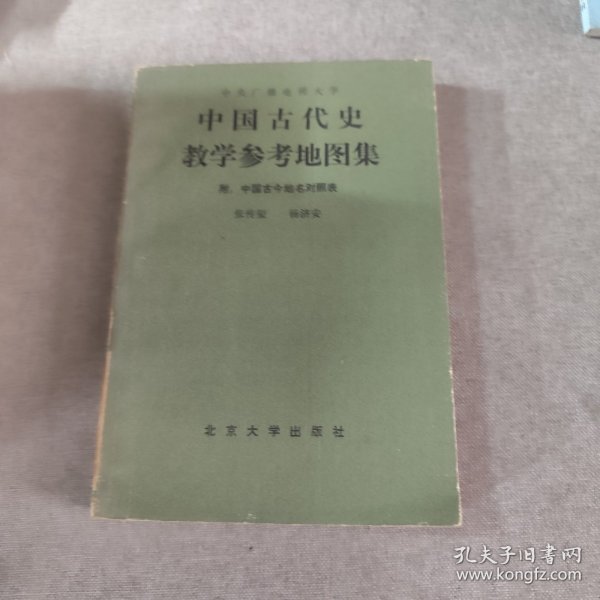 中央广播电视大学
中国古代史
教学参考地图集
附：中国古今地名对照表
张传玺 杨济安
北京大学出版社
孔夫子旧书网
www.kongfz.com